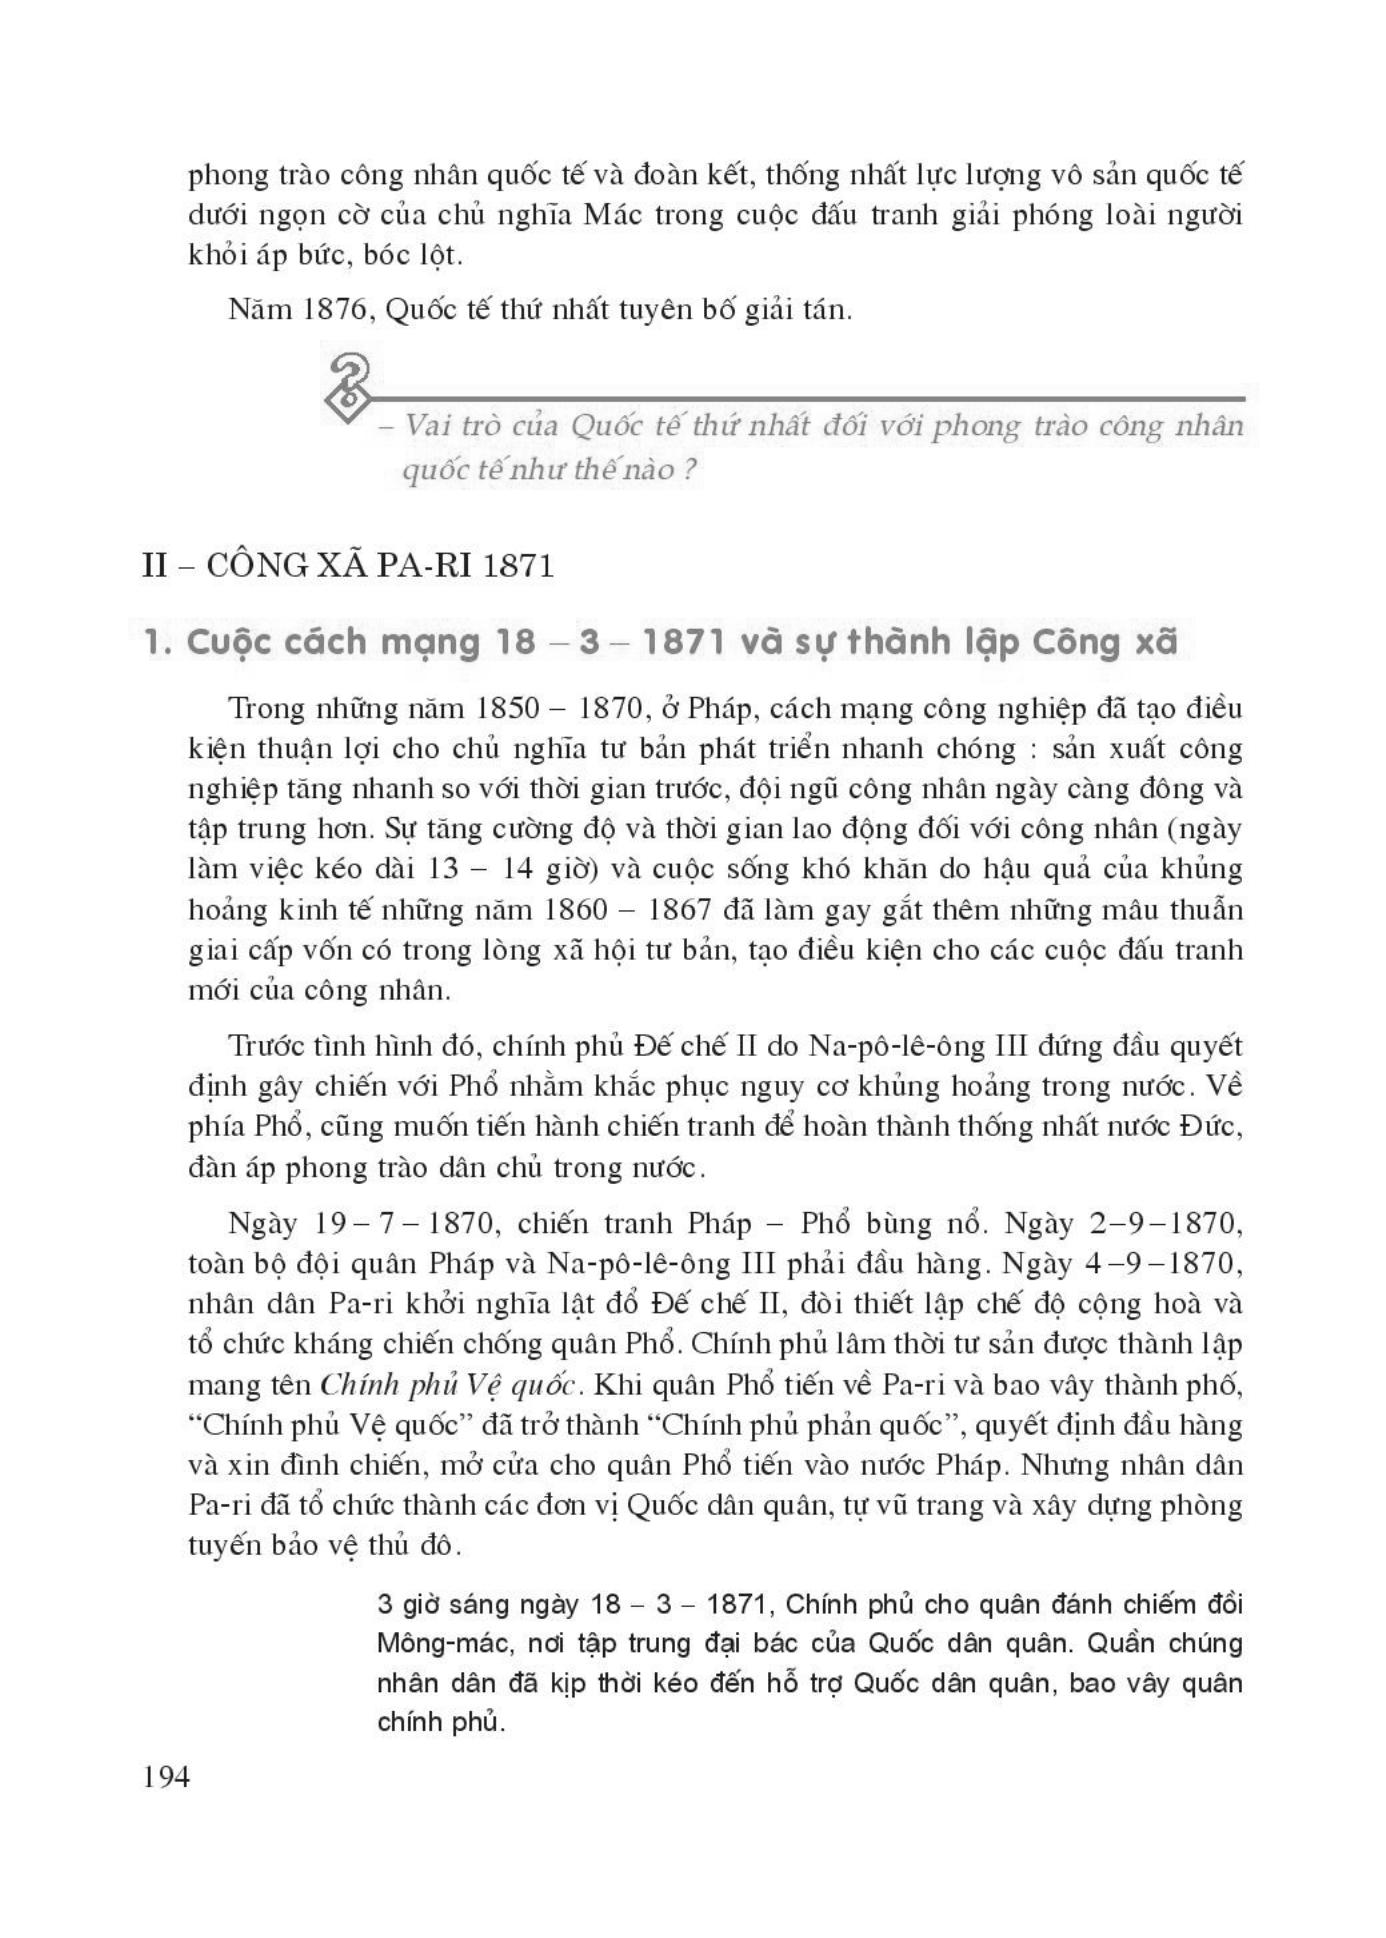 phong trào công nhân quốc tế và đoàn kết, thống nhất lực lượng vô sản quốc tế
dưới ngọn cờ của chủ nghĩa Mác trong cuộc đấu tranh giải phóng loài người
khỏi áp bức, bóc lột.
Năm 1876, Quốc tế thứ nhất tuyên bố giải tán.
– Vai trò của Quốc tế thứ nhất đối với phong trào công nhân
quốc tế như thế nào ?
II – CÔNG XÃ PA-RI 1871
1. Cuộc cách mạng 18 – 3 – 1871 và sự thành lập Công xã
Trong những năm 1850 – 1870, ở Pháp, cách mạng công nghiệp đã tạo điều
kiện thuận lợi cho chủ nghĩa tư bản phát triển nhanh chóng : sản xuất công
nghiệp tăng nhanh so với thời gian trước, đội ngũ công nhân ngày càng đông và
tập trung hơn. Sự tăng cường độ và thời gian lao động đối với công nhân (ngày
làm việc kéo dài 13 – 14 giờ) và cuộc sống khó khăn do hậu quả của khủng
hoảng kinh tế những năm 1860 – 1867 đã làm gay gắt thêm những mâu thuẫn
giai cấp vốn có trong lòng xã hội tư bản, tạo điều kiện cho các cuộc đấu tranh
mới của công nhân.
Trước tình hình đó, chính phủ Đế chế II do Na-pô-lê-ông III đứng đầu quyết
định gây chiến với Phổ nhằm khắc phục nguy cơ khủng hoảng trong nước. Về
phía Phổ, cũng muốn tiến hành chiến tranh để hoàn thành thống nhất nước Đức,
đàn áp phong trào dân chủ trong nước.
Ngày 19 – 7 – 1870, chiến tranh Pháp – Phổ bùng nổ. Ngày 2–9–1870,
toàn bộ đội quân Pháp và Na-pô-lê-ông III phải đầu hàng. Ngày 4–9–1870,
nhân dân Pa-ri khởi nghĩa lật đổ Đế chế II, đòi thiết lập chế độ cộng hoà và
tổ chức kháng chiến chống quân Phổ. Chính phủ lâm thời tư sản được thành lập
mang tên Chính phủ Vệ quốc. Khi quân Phổ tiến về Pa-ri và bao vây thành phố,
“Chính phủ Vệ quốc” đã trở thành “Chính phủ phản quốc”, quyết định đầu hàng
và xin đình chiến, mở cửa cho quân Phổ tiến vào nước Pháp. Nhưng nhân dân
Pa-ri đã tổ chức thành các đơn vị Quốc dân quân, tự vũ trang và xây dựng phòng
tuyến bảo vệ thủ đô.
3 giờ sáng ngày 18 – 3 – 1871, Chính phủ cho quân đánh chiếm đồi
Mông-mác, nơi tập trung đại bác của Quốc dân quân. Quần chúng
nhân dân đã kịp thời kéo đến hỗ trợ Quốc dân quân, bao vây quân
chính phủ.
194